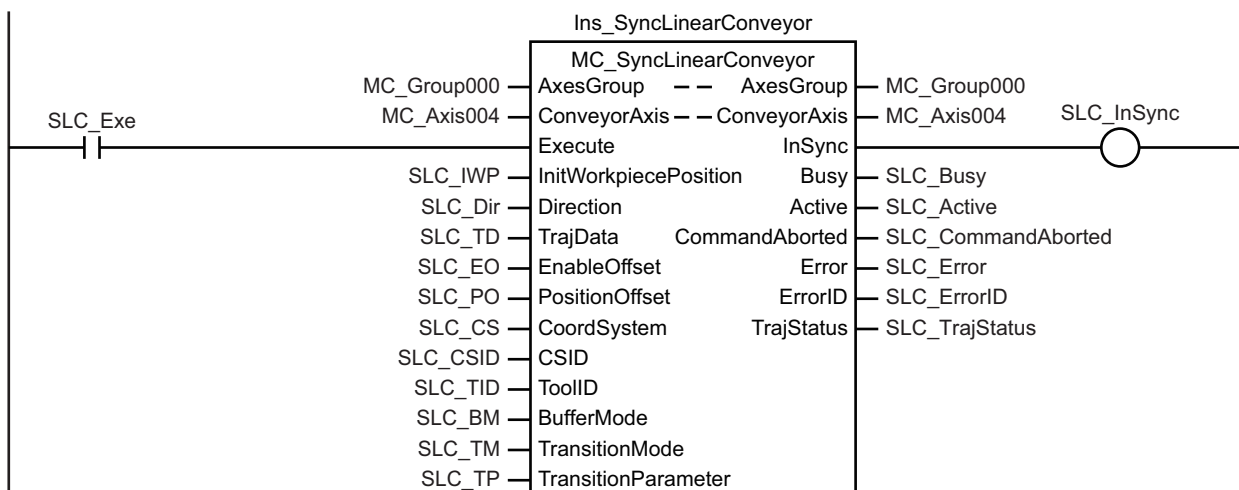 Ins_SyncLinearConveyor
MC_SyncLinearConveyor
MC_Group000 AxesGroup AxesGroup MC_Group000
MC_Axis004 ConveyorAxis ConveyorAxis MC_Axis004
SLC_Exe SLC_InSync
Execute InSync
SLC_IWP InitWorkpiecePosition Busy SLC_Busy
SLC_Dir Direction Active SLC_Active
SLC_TD TrajData CommandAborted SLC_CommandAborted
SLC_EO EnableOffset Error SLC_Error
SLC_PO PositionOffset ErrorID SLC_ErrorID
SLC_CS CoordSystem TrajStatus SLC_TrajStatus
SLC_CSID CSID
SLC_TID ToolID
SLC_BM BufferMode
SLC_TM TransitionMode
SLC_TP TransitionParameter